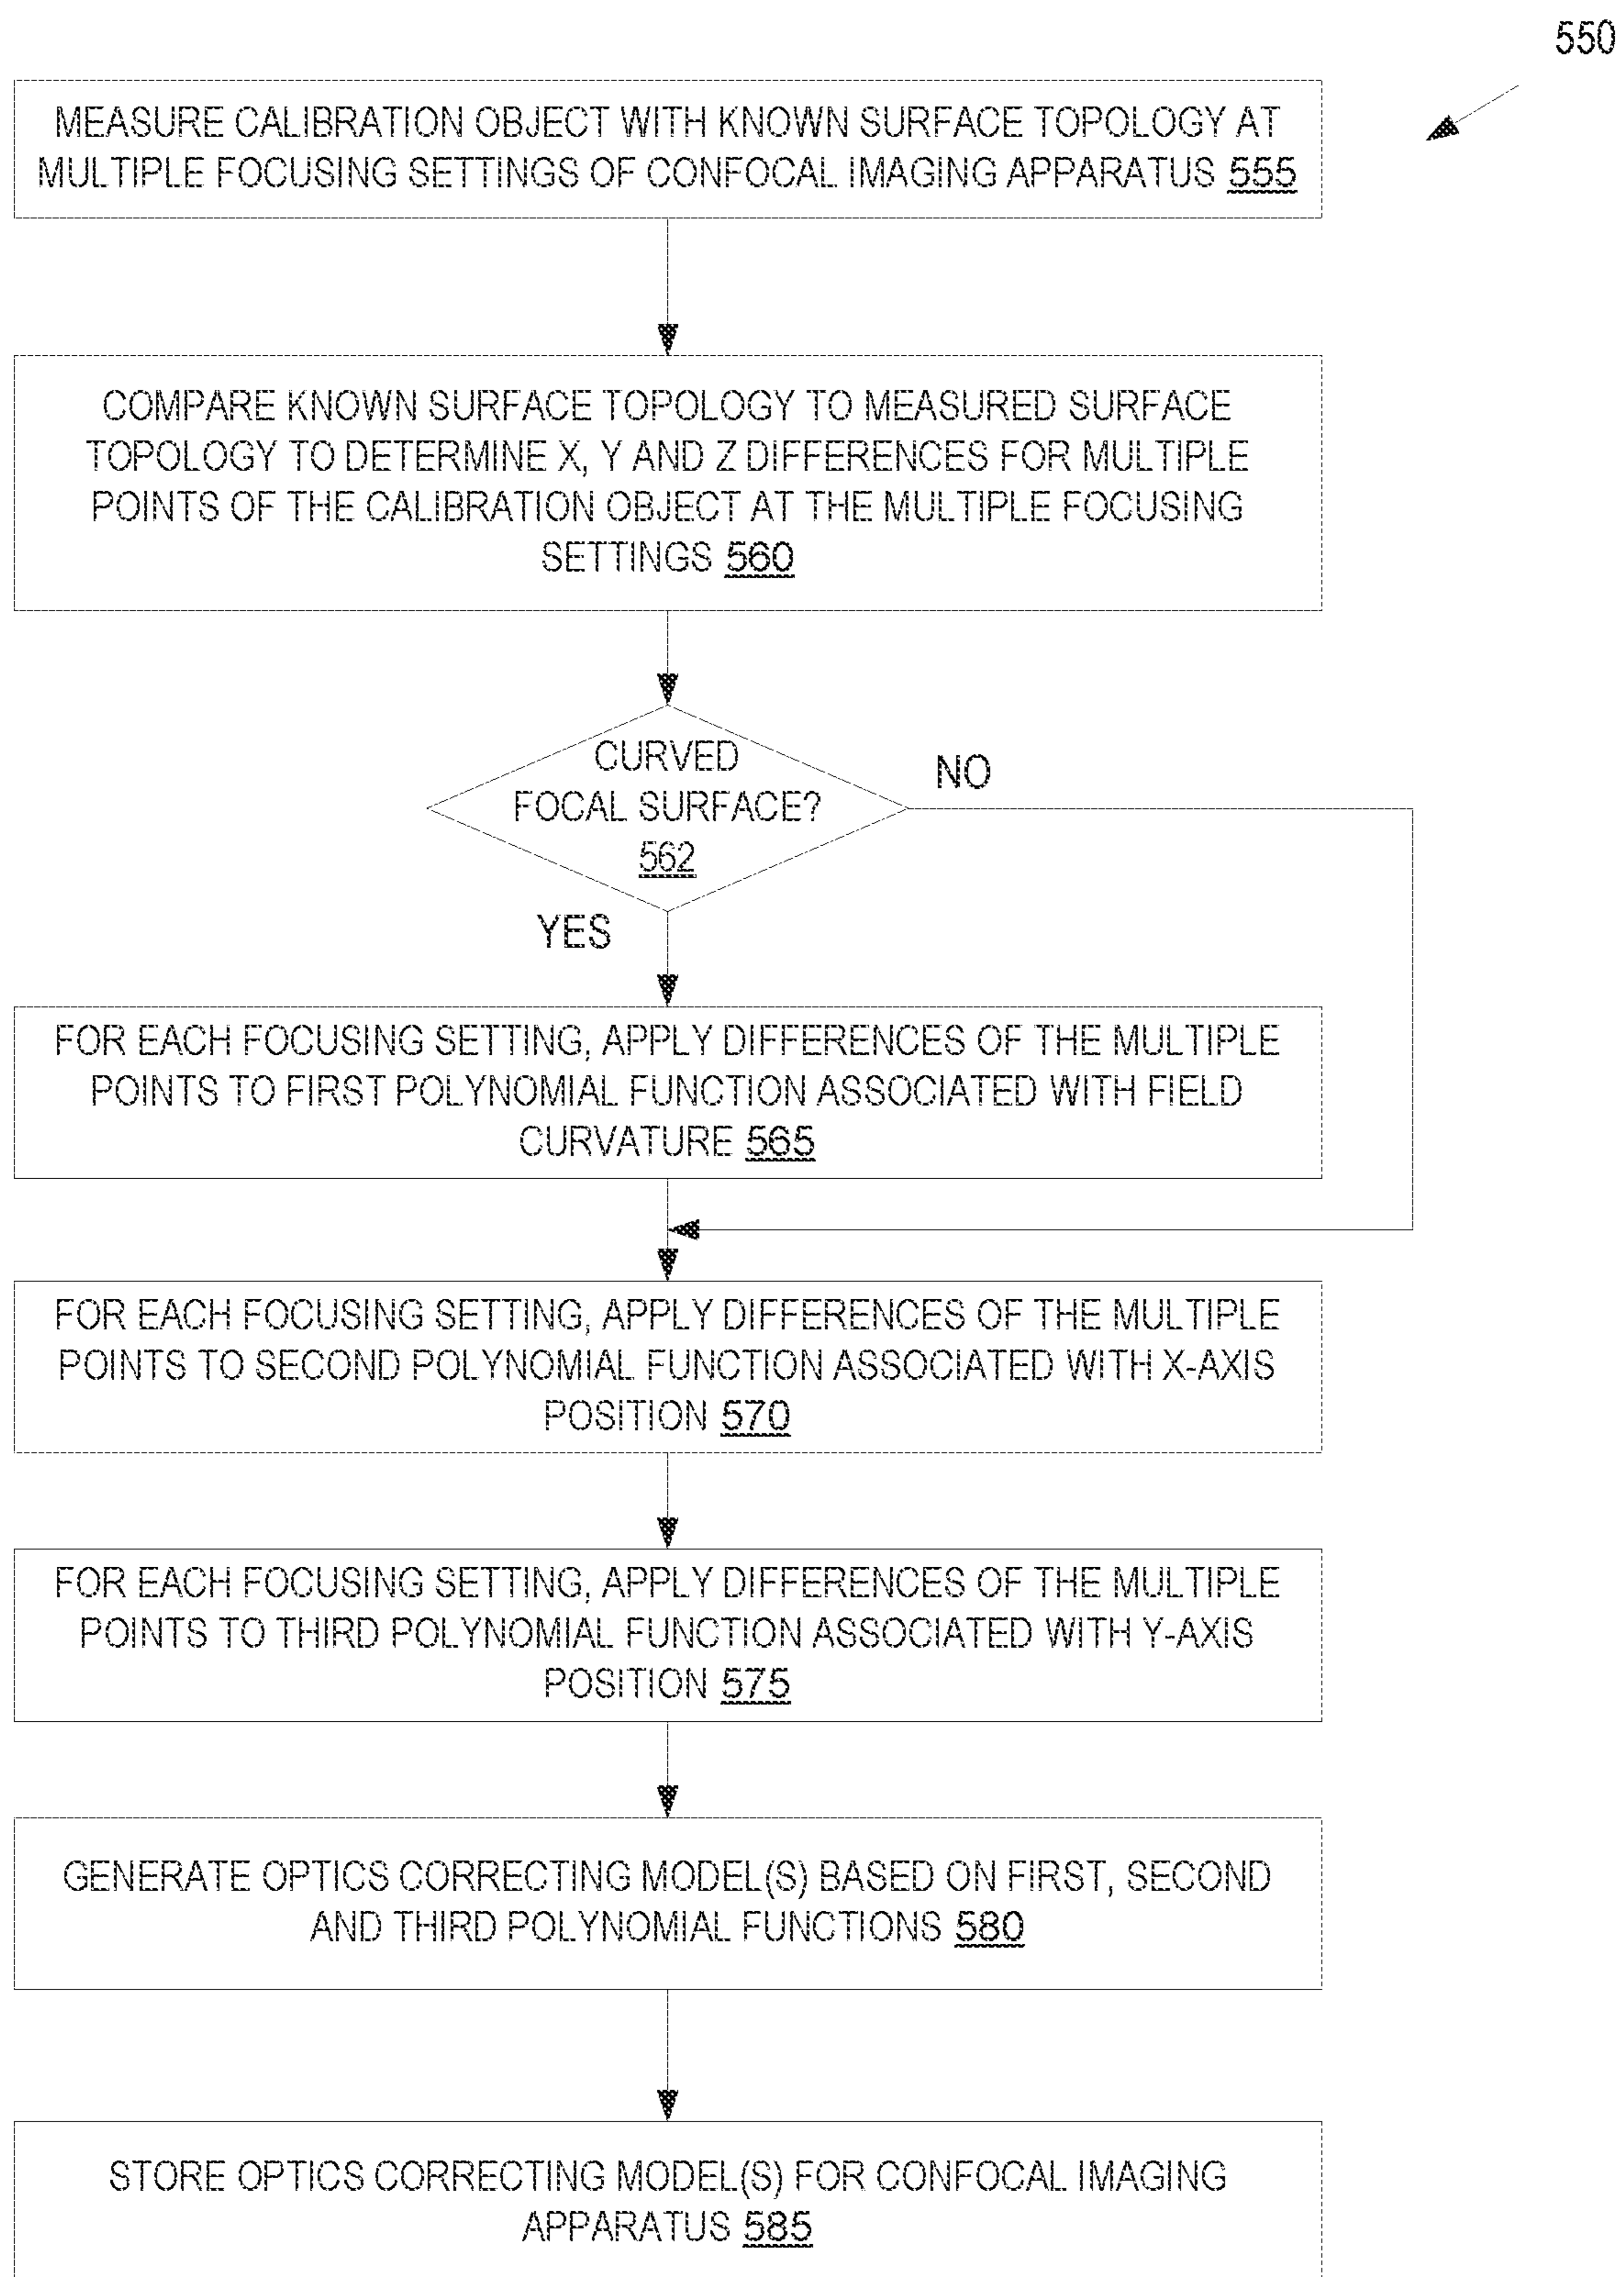 550
MEASURE CALIBRATION OBJECT WITH KNOWN SURFACE TOPOLOGY AT
MULTIPLE FOCUSING SETTINGS OF CONFOCAL IMAGING APPARATUS 555
COMPARE KNOWN SURFACE TOPOLOGY TO MEASURED SURFACE
TOPOLOGY TO DETERMINE X, Y AND Z DIFFERENCES FOR MULTIPLE
POINTS OF THE CALIBRATION OBJECT AT THE MULTIPLE FOCUSING
SETTINGS 560
CURVED
FOCAL SURFACE?
562
NO
YES
FOR EACH FOCUSING SETTING, APPLY DIFFERENCES OF THE MULTIPLE
POINTS TO FIRST POLYNOMIAL FUNCTION ASSOCIATED WITH FIELD
CURVATURE 565
FOR EACH FOCUSING SETTING, APPLY DIFFERENCES OF THE MULTIPLE
POINTS TO SECOND POLYNOMIAL FUNCTION ASSOCIATED WITH X-AXIS
POSITION 570
FOR EACH FOCUSING SETTING, APPLY DIFFERENCES OF THE MULTIPLE
POINTS TO THIRD POLYNOMIAL FUNCTION ASSOCIATED WITH Y-AXIS
POSITION 575
GENERATE OPTICS CORRECTING MODEL(S) BASED ON FIRST, SECOND
AND THIRD POLYNOMIAL FUNCTIONS 580
STORE OPTICS CORRECTING MODEL(S) FOR CONFOCAL IMAGING
APPARATUS 585